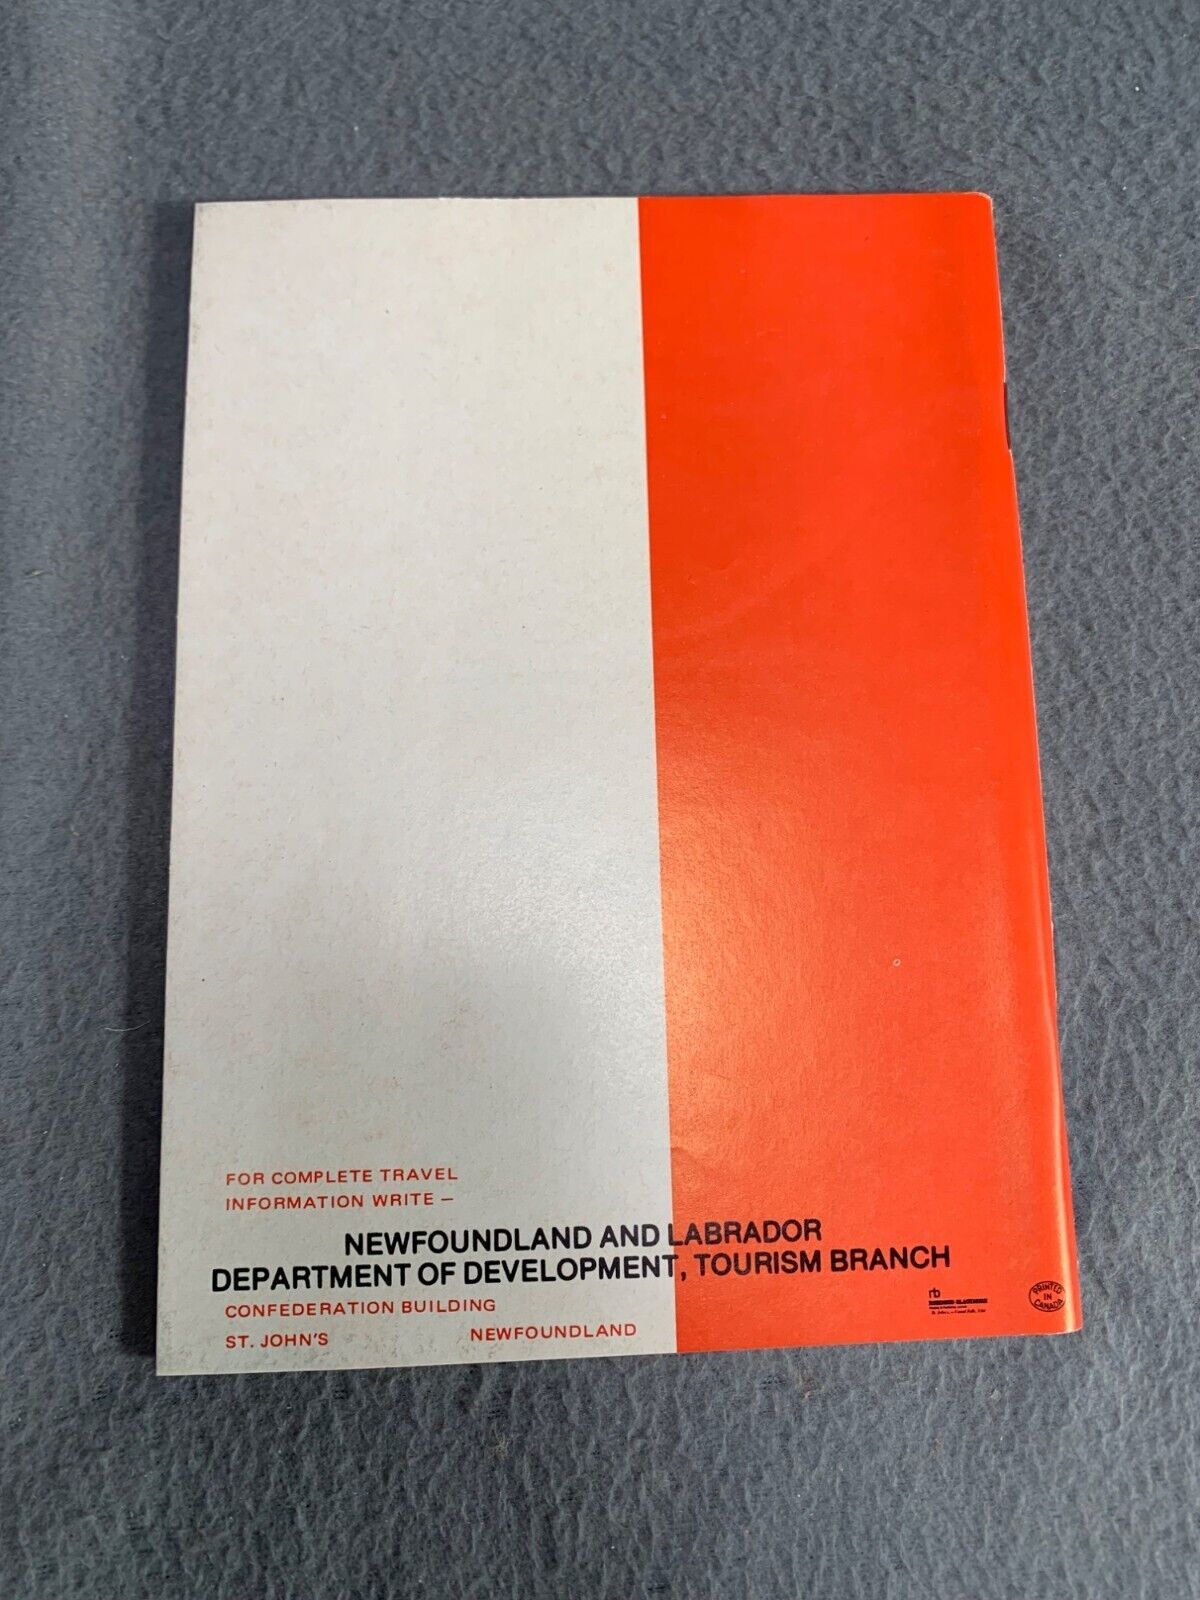 FOR COMPLETE TRAVEL
INFORMATION WRITE –
NEWFOUNDLAND AND LABRADOR
DEPARTMENT OF DEVELOPMENT, TOURISM BRANCH
CONFEDERATION BUILDING
ST. JOHN'S NEWFOUNDLAND
rb
PRINTED
IN
CANADA